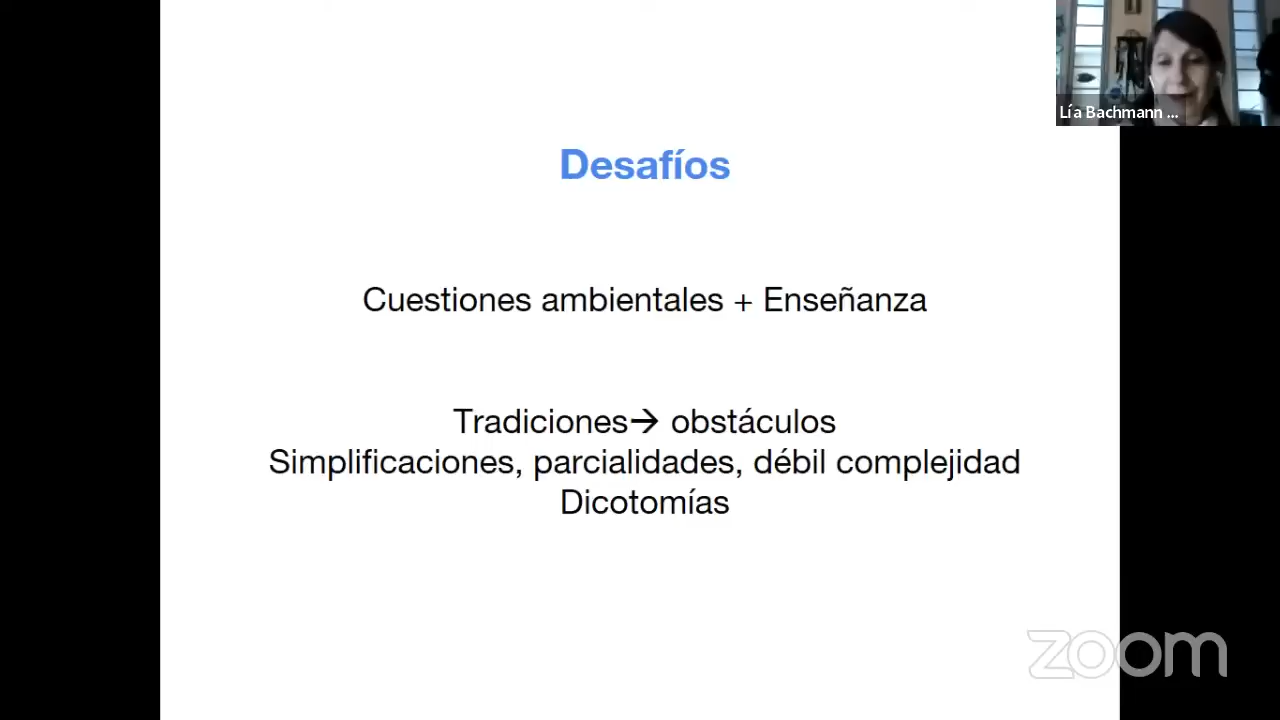 Lía Bachmann ...
Desafíos
Cuestiones ambientales + Enseñanza
Tradiciones→ obstáculos
Simplificaciones, parcialidades, débil complejidad
Dicotomías
zoom